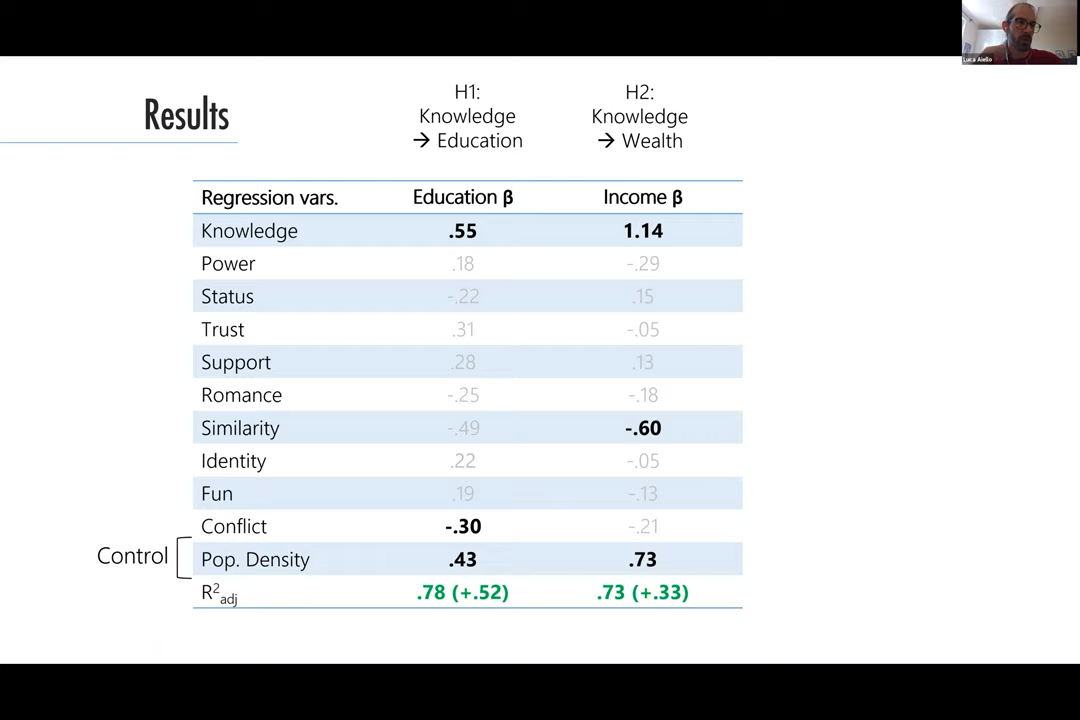 Luca Aiello
Results
H1:
Knowledge
→ Education
H2:
Knowledge
→ Wealth
Regression vars. Education β Income β
Knowledge .55 1.14
Power .18 -.29
Status -.22 .15
Trust .31 -.05
Support .28 .13
Romance -.25 -.18
Similarity -.49 -.60
Identity .22 -.05
Fun .19 -.13
Conflict -.30 -.21
Control
Pop. Density .43 .73
R²adj .78 (+.52) .73 (+.33)